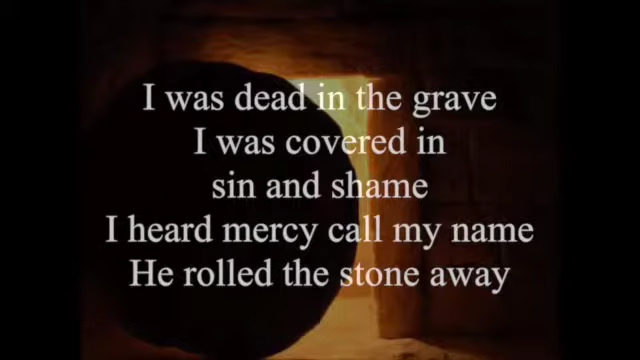 I was dead in the grave
I was covered in
sin and shame
I heard mercy call my name
He rolled the stone away